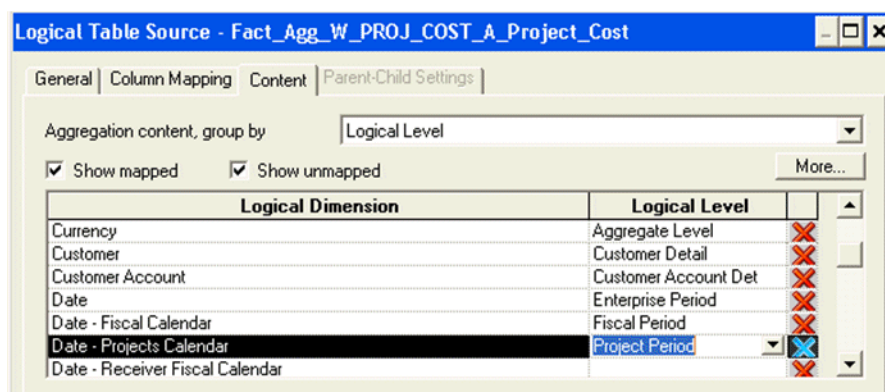 Logical Table Source - Fact_Agg_W_PROJ_COST_A_Project_Cost
General Column Mapping Content Parent-Child Settings
Aggregation content, group by Logical Level
Show mapped Show unmapped More...
Logical Dimension Logical Level
Currency Aggregate Level
Customer Customer Detail
Customer Account Customer Account Det
Date Enterprise Period
Date - Fiscal Calendar Fiscal Period
Date - Projects Calendar Project Period
Date - Receiver Fiscal Calendar